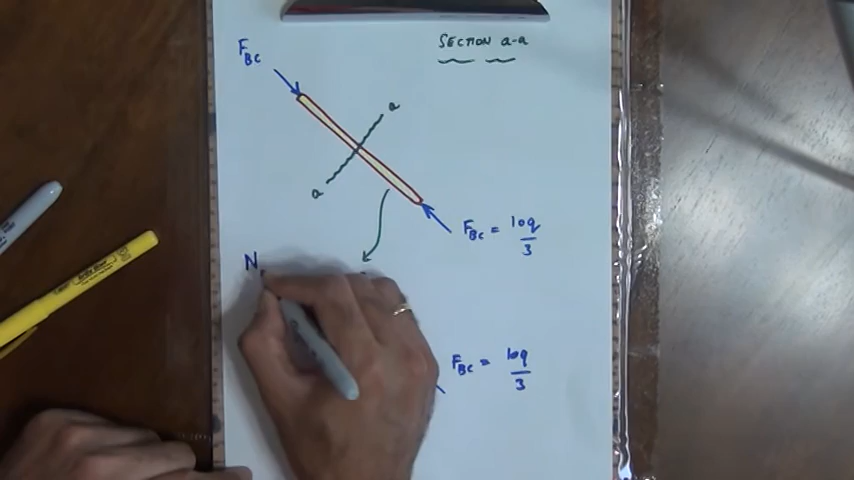 F_BC
SECTION a-a
a
a
F_BC = 10q/3
N
F_BC = 10q/3